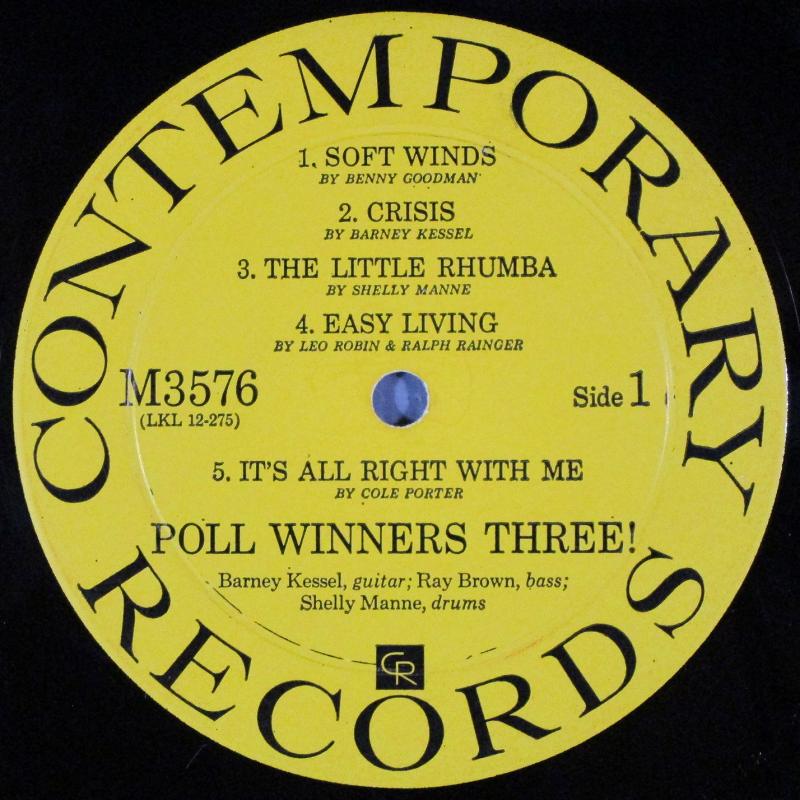 CONTEMPORARY
1. SOFT WINDS
BY BENNY GOODMAN
2. CRISIS
BY BARNEY KESSEL
3. THE LITTLE RHUMBA
BY SHELLY MANNE
4. EASY LIVING
BY LEO ROBIN & RALPH RAINGER
M3576
(LKL 12-275)
Side 1
5. IT'S ALL RIGHT WITH ME
BY COLE PORTER
POLL WINNERS THREE!
Barney Kessel, guitar; Ray Brown, bass;
Shelly Manne, drums
CR
RECORDS